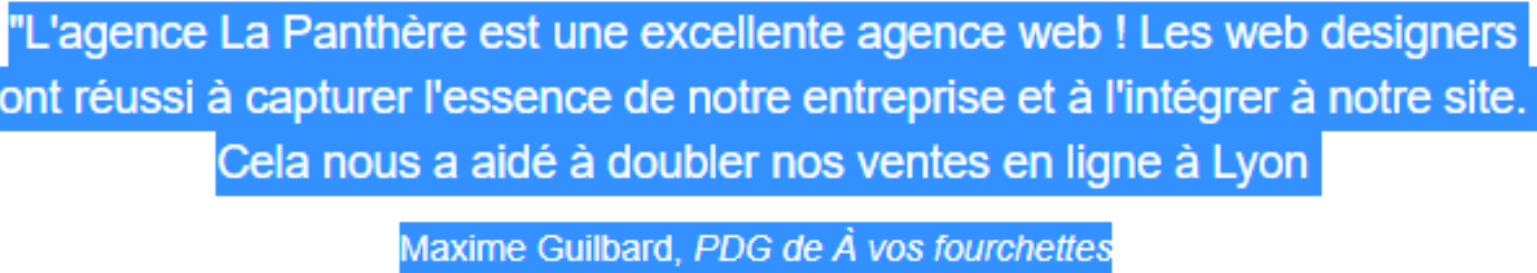 "L'agence La Panthère est une excellente agence web ! Les web designers
ont réussi à capturer l'essence de notre entreprise et à l'intégrer à notre site.
Cela nous a aidé à doubler nos ventes en ligne à Lyon
Maxime Guilbard, PDG de À vos fourchettes